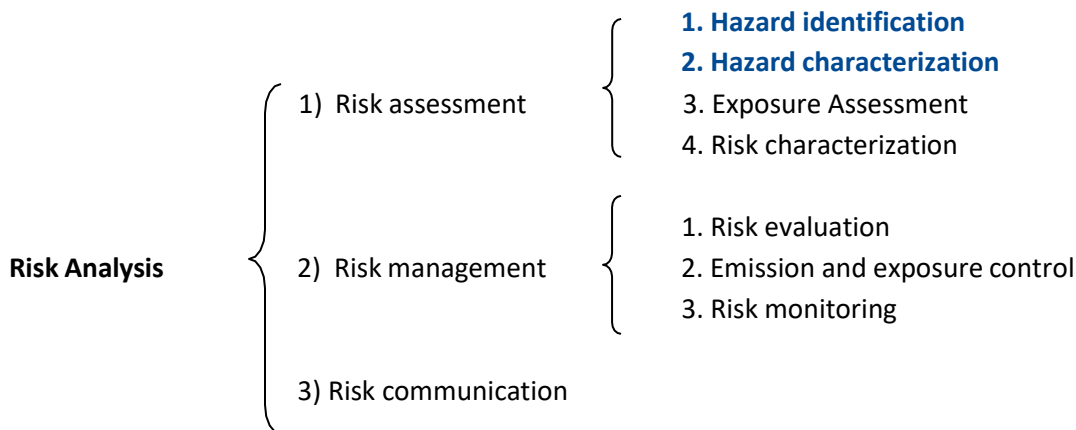 Risk Analysis
1) Risk assessment
1. Hazard identification
2. Hazard characterization
3. Exposure Assessment
4. Risk characterization
2) Risk management
1. Risk evaluation
2. Emission and exposure control
3. Risk monitoring
3) Risk communication